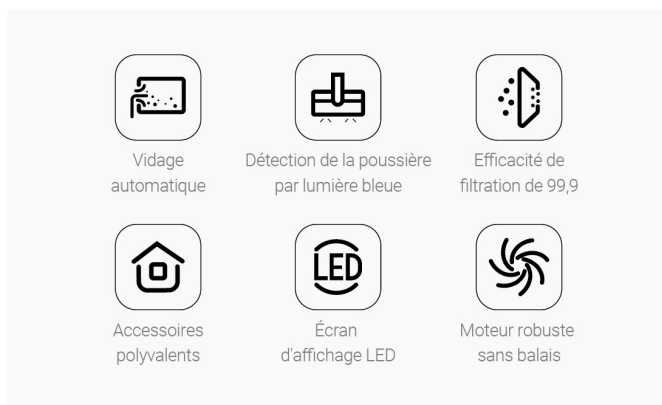 Vidage
automatique
Détection de la poussière
par lumière bleue
Efficacité de
filtration de 99,9
Accessoires
polyvalents
LED
Écran
d'affichage LED
Moteur robuste
sans balais